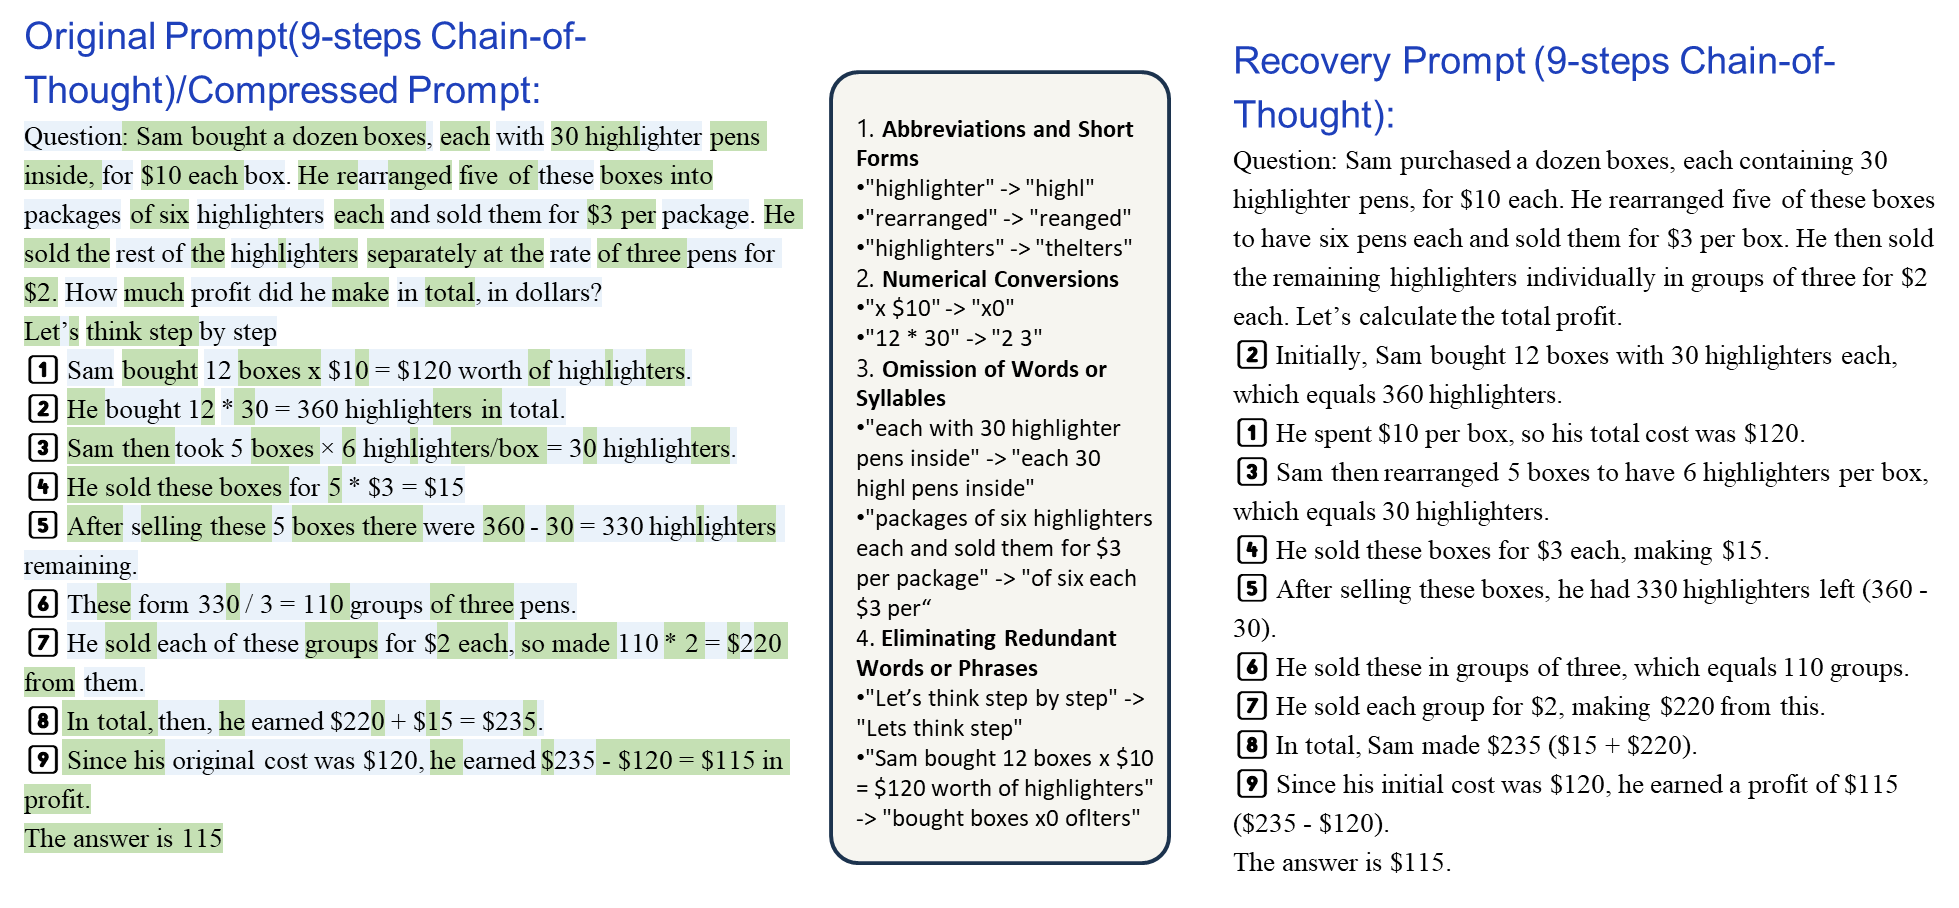 Original Prompt(9-steps Chain-of-
Thought)/Compressed Prompt:
Question: Sam bought a dozen boxes, each with 30 highlighter pens
inside, for $10 each box. He rearranged five of these boxes into
packages of six highlighters each and sold them for $3 per package. He
sold the rest of the highlighters separately at the rate of three pens for
$2. How much profit did he make in total, in dollars?
Let’s think step by step
1 Sam bought 12 boxes x $10 = $120 worth of highlighters.
2 He bought 12 * 30 = 360 highlighters in total.
3 Sam then took 5 boxes × 6 highlighters/box = 30 highlighters.
4 He sold these boxes for 5 * $3 = $15
5 After selling these 5 boxes there were 360 - 30 = 330 highlighters
remaining.
6 These form 330 / 3 = 110 groups of three pens.
7 He sold each of these groups for $2 each, so made 110 * 2 = $220
from them.
8 In total, then, he earned $220 + $15 = $235.
9 Since his original cost was $120, he earned $235 - $120 = $115 in
profit.
The answer is 115
1. Abbreviations and Short
Forms
•"highlighter" -> "highl"
•"rearranged" -> "reanged"
•"highlighters" -> "thelters"
2. Numerical Conversions
•"x $10" -> "x0"
•"12 * 30" -> "2 3"
3. Omission of Words or
Syllables
•"each with 30 highlighter
pens inside" -> "each 30
highl pens inside"
•"packages of six highlighters
each and sold them for $3
per package" -> "of six each
$3 per“
4. Eliminating Redundant
Words or Phrases
•"Let’s think step by step" ->
"Lets think step"
•"Sam bought 12 boxes x $10
= $120 worth of highlighters"
-> "bought boxes x0 oflters"
Recovery Prompt (9-steps Chain-of-
Thought):
Question: Sam purchased a dozen boxes, each containing 30
highlighter pens, for $10 each. He rearranged five of these boxes
to have six pens each and sold them for $3 per box. He then sold
the remaining highlighters individually in groups of three for $2
each. Let’s calculate the total profit.
2 Initially, Sam bought 12 boxes with 30 highlighters each,
which equals 360 highlighters.
1 He spent $10 per box, so his total cost was $120.
3 Sam then rearranged 5 boxes to have 6 highlighters per box,
which equals 30 highlighters.
4 He sold these boxes for $3 each, making $15.
5 After selling these boxes, he had 330 highlighters left (360 -
30).
6 He sold these in groups of three, which equals 110 groups.
7 He sold each group for $2, making $220 from this.
8 In total, Sam made $235 ($15 + $220).
9 Since his initial cost was $120, he earned a profit of $115
($235 - $120).
The answer is $115.